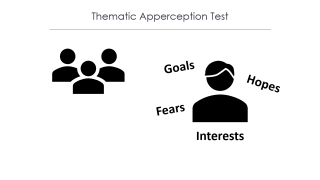 Thematic Apperception Test
Goals
Hopes
Fears
Interests